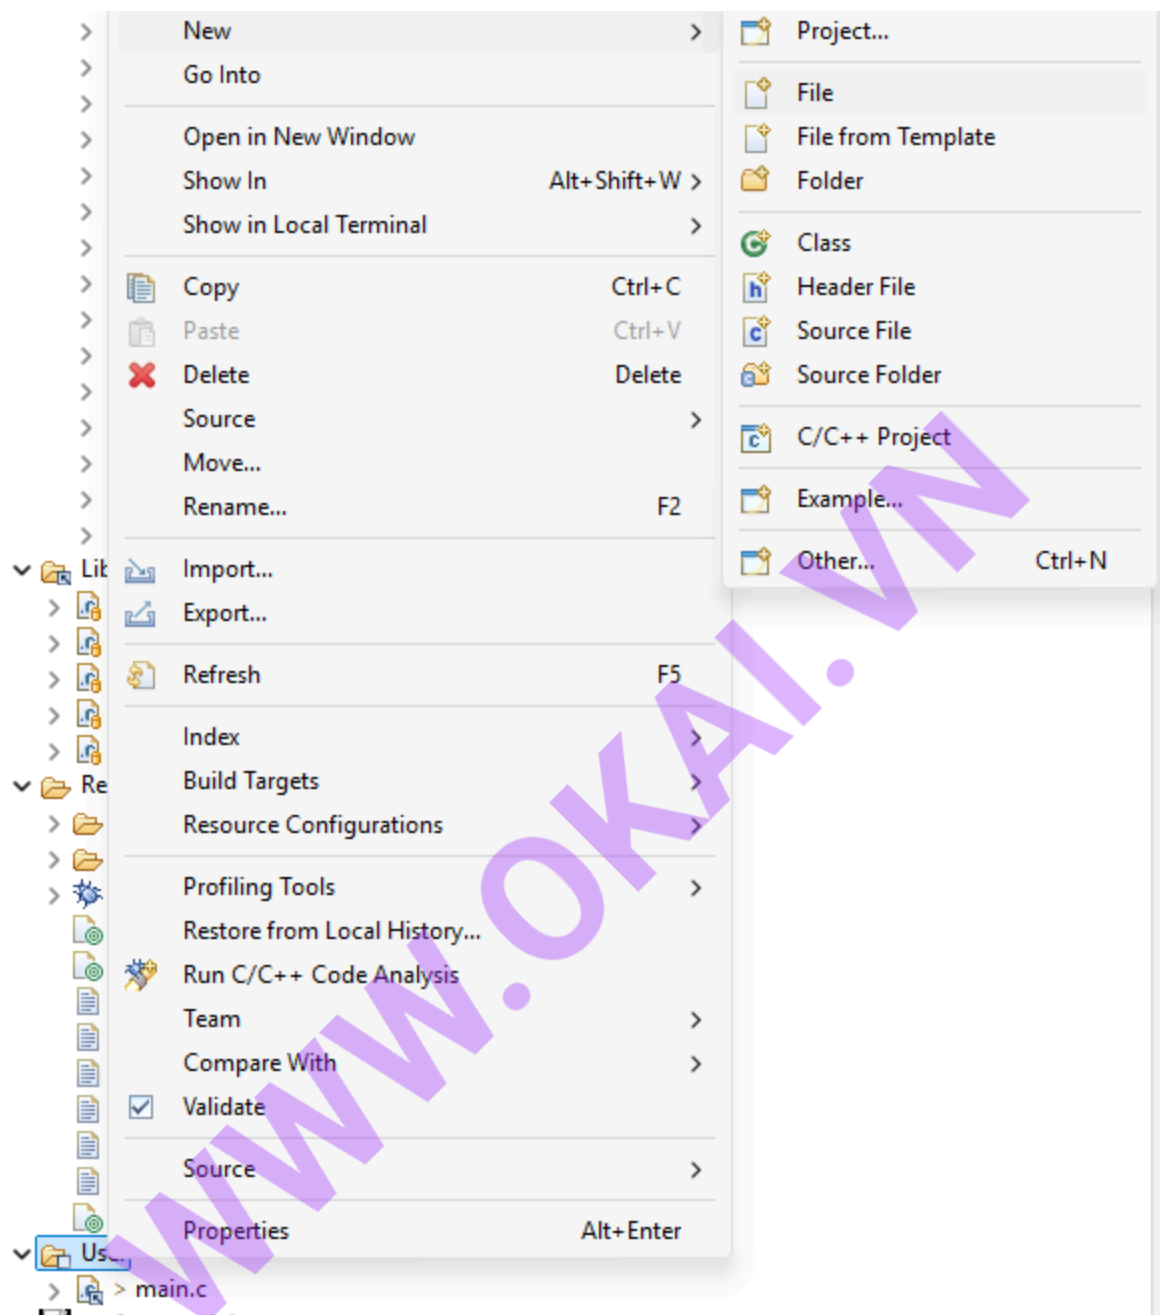 New
Go Into
Open in New Window
Show In Alt+Shift+W
Show in Local Terminal
Copy Ctrl+C
Paste Ctrl+V
Delete Delete
Source
Move...
Rename... F2
Import...
Export...
Refresh F5
Index
Build Targets
Resource Configurations
Profiling Tools
Restore from Local History...
Run C/C++ Code Analysis
Team
Compare With
Validate
Source
Properties Alt+Enter
Project...
File
File from Template
Folder
Class
Header File
Source File
Source Folder
C/C++ Project
Example...
Other... Ctrl+N
Lib
Re
> main.c
WWW.OKAI.VN